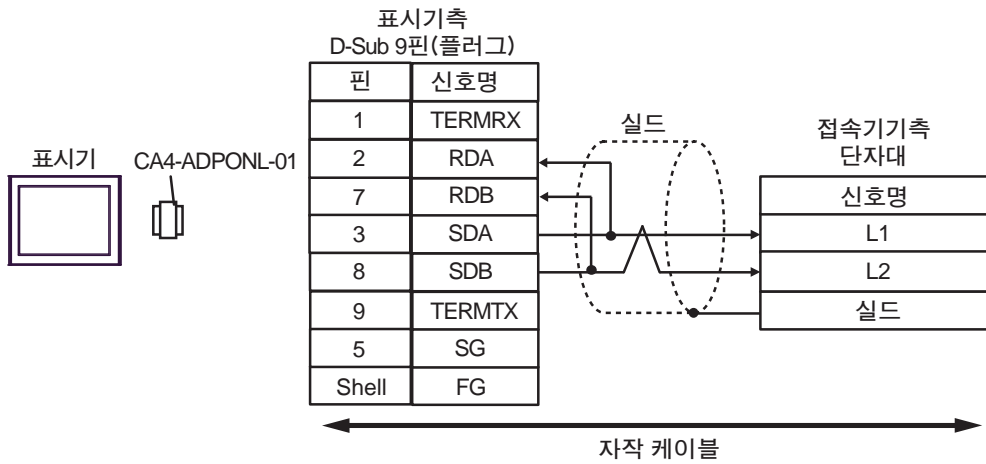 표시기측
D-Sub 9핀(플러그)
핀 신호명
1 TERMRX
2 RDA
7 RDB
3 SDA
8 SDB
9 TERMTX
5 SG
Shell FG
표시기
CA4-ADPONL-01
실드
접속기기측
단자대
신호명
L1
L2
실드
자작 케이블